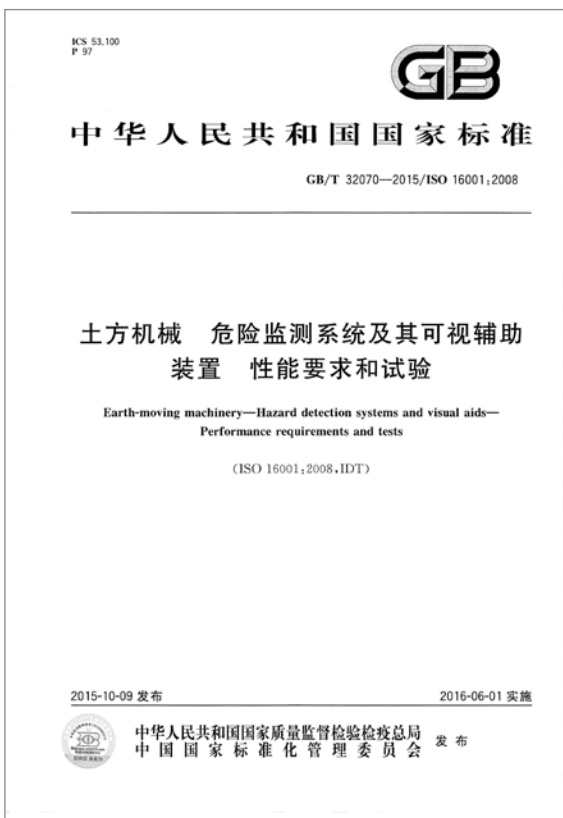 ICS 53.100
P 97
GB
中华人民共和国国家标准
GB/T 32070—2015/ISO 16001:2008
土方机械 危险监测系统及其可视辅助
装置 性能要求和试验
Earth-moving machinery—Hazard detection systems and visual aids—
Performance requirements and tests
(ISO 16001:2008,IDT)
2015-10-09 发布
2016-06-01 实施
中华人民共和国国家质量监督检验检疫总局
中国国家标准化管理委员会
发布